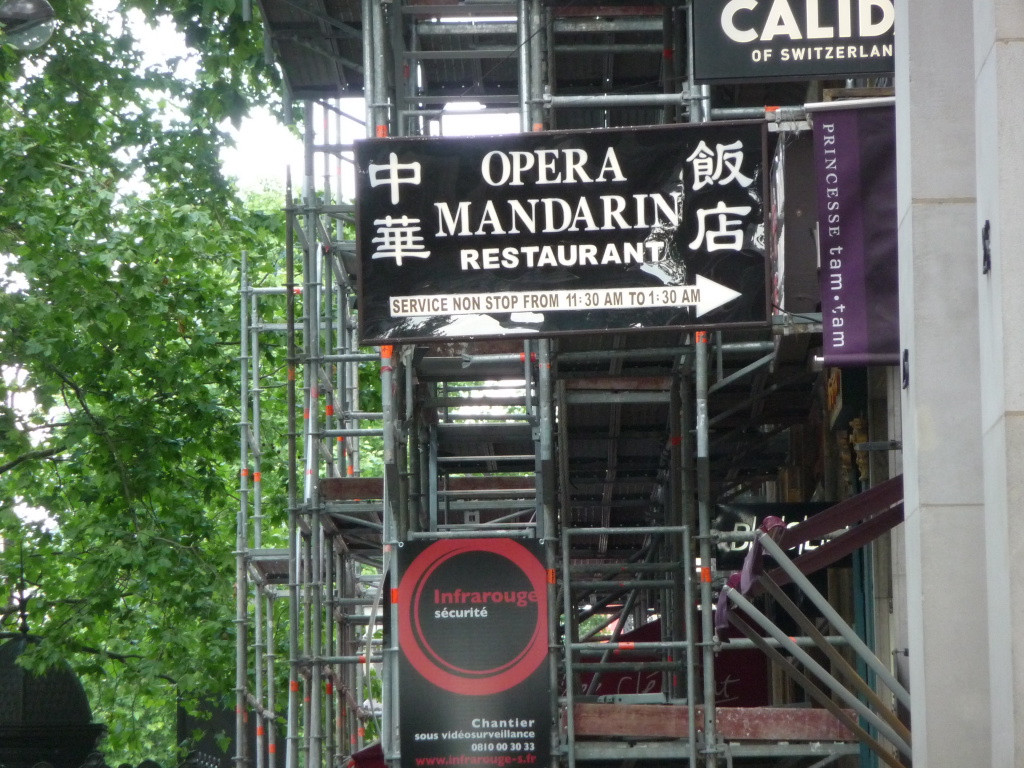 CALID
OF SWITZERLAN
中華
OPERA
MANDARIN
RESTAURANT
飯店
SERVICE NON STOP FROM 11:30 AM TO 1:30 AM
PRINCESSE tam•tam
Infrarouge
sécurité
Chantier
sous vidéosurveillance
0810 00 30 33
www.infrarouge-s.fr